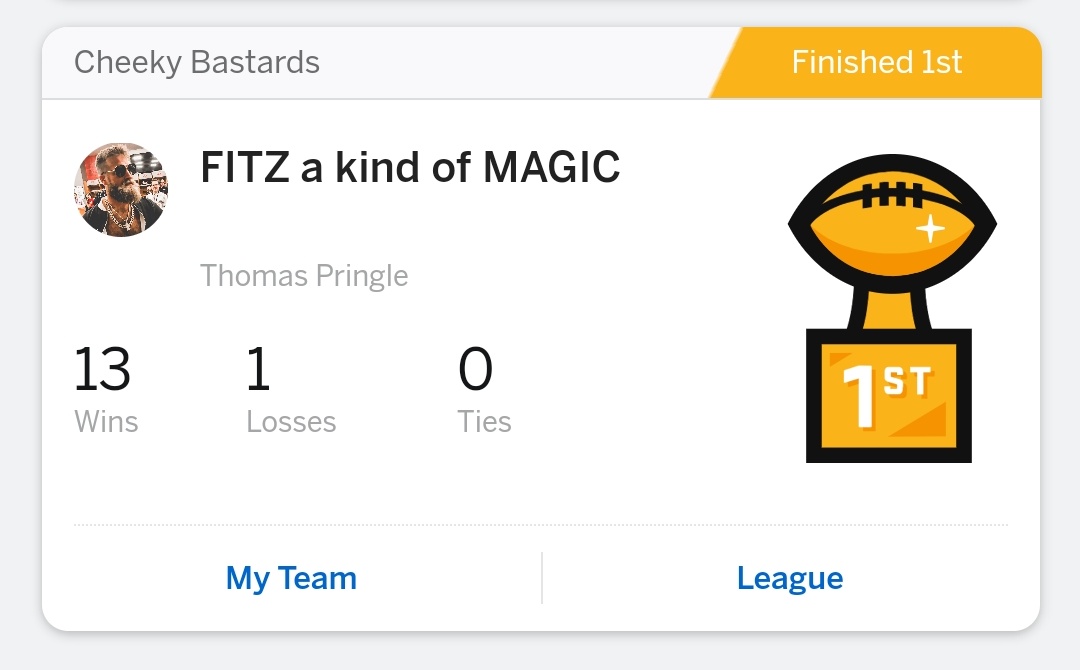 Cheeky Bastards
Finished 1st
FITZ a kind of MAGIC
Thomas Pringle
13 1 0
Wins Losses Ties
1ST
My Team League